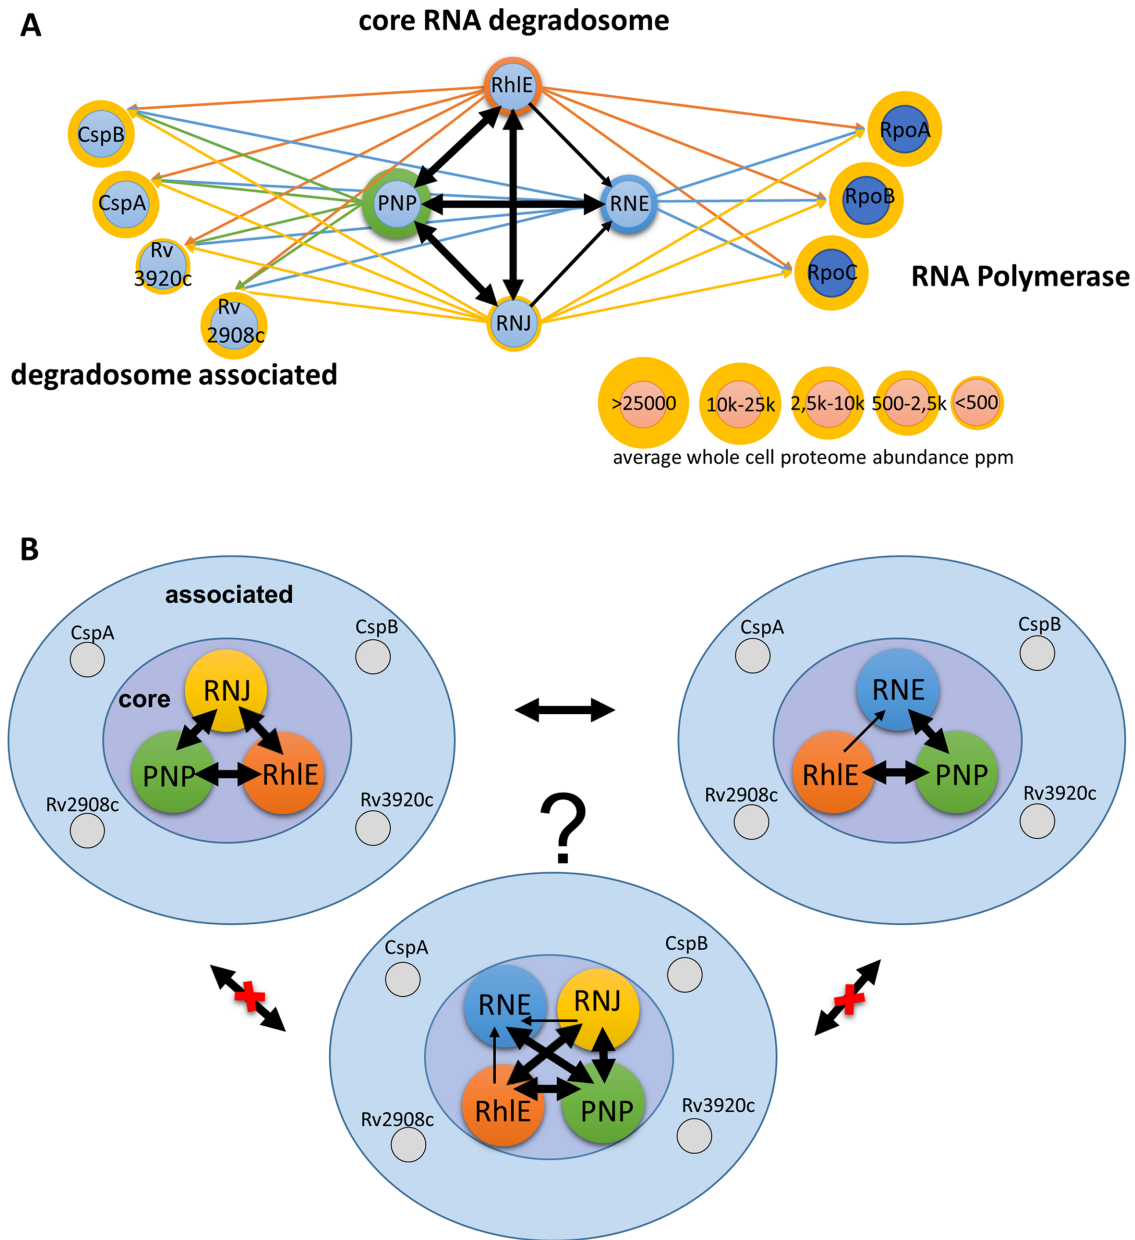 A
core RNA degradosome
RhlE
CspB
RpoA
CspA
PNP
RNE
RpoB
Rv
3920c
RpoC
RNA Polymerase
Rv
2908c
RNJ
degradosome associated
>25000
10k-25k
2,5k-10k
500-2,5k
<500
average whole cell proteome abundance ppm
B
associated
CspA
CspB
core
RNJ
PNP
RhlE
Rv2908c
Rv3920c
CspA
CspB
RNE
RhlE
PNP
Rv2908c
Rv3920c
?
CspA
CspB
RNE
RNJ
RhlE
PNP
Rv2908c
Rv3920c